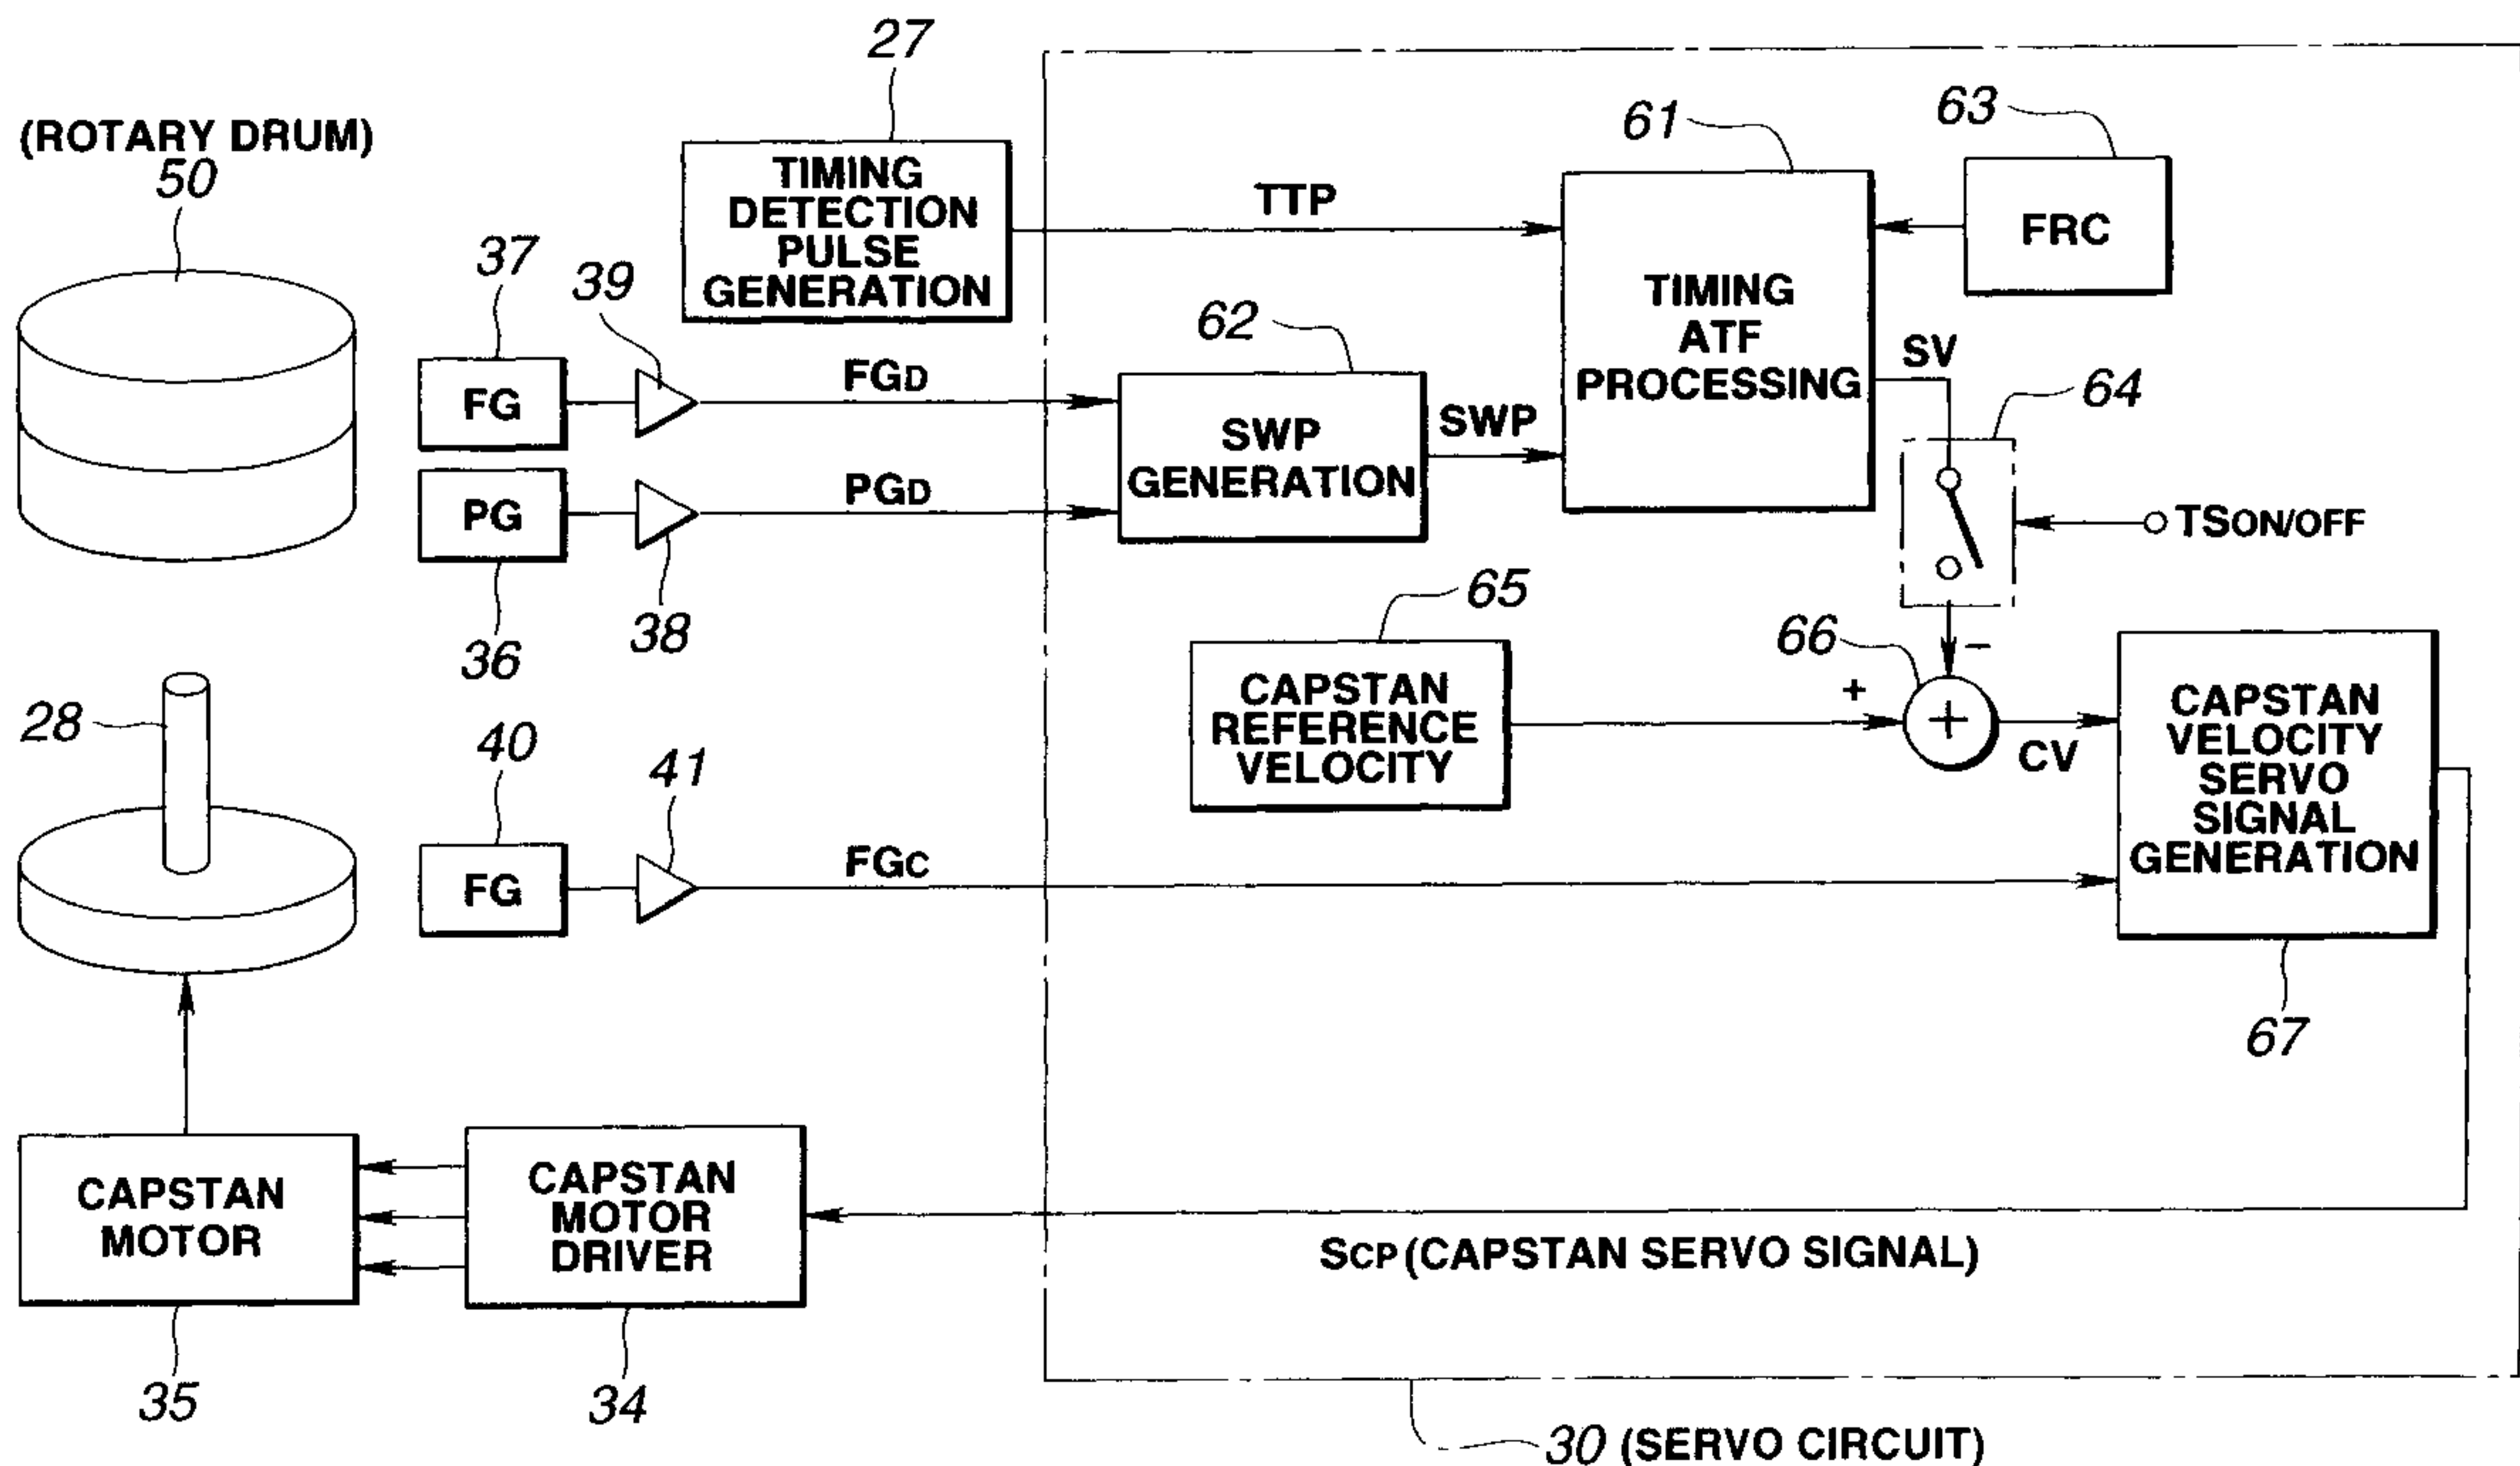 27
(ROTARY DRUM)
50
37
39
TIMING
DETECTION
PULSE
GENERATION
TTP
61
63
FRC
62
TIMING
ATF
PROCESSING
SV
64
FG
FGD
SWP
GENERATION
SWP
PG
PGD
TSON/OFF
36
38
65
66
−
+
+
28
40
41
CAPSTAN
REFERENCE
VELOCITY
CV
CAPSTAN
VELOCITY
SERVO
SIGNAL
GENERATION
FG
FGC
67
CAPSTAN
MOTOR
CAPSTAN
MOTOR
DRIVER
SCP (CAPSTAN SERVO SIGNAL)
35
34
30 (SERVO CIRCUIT)